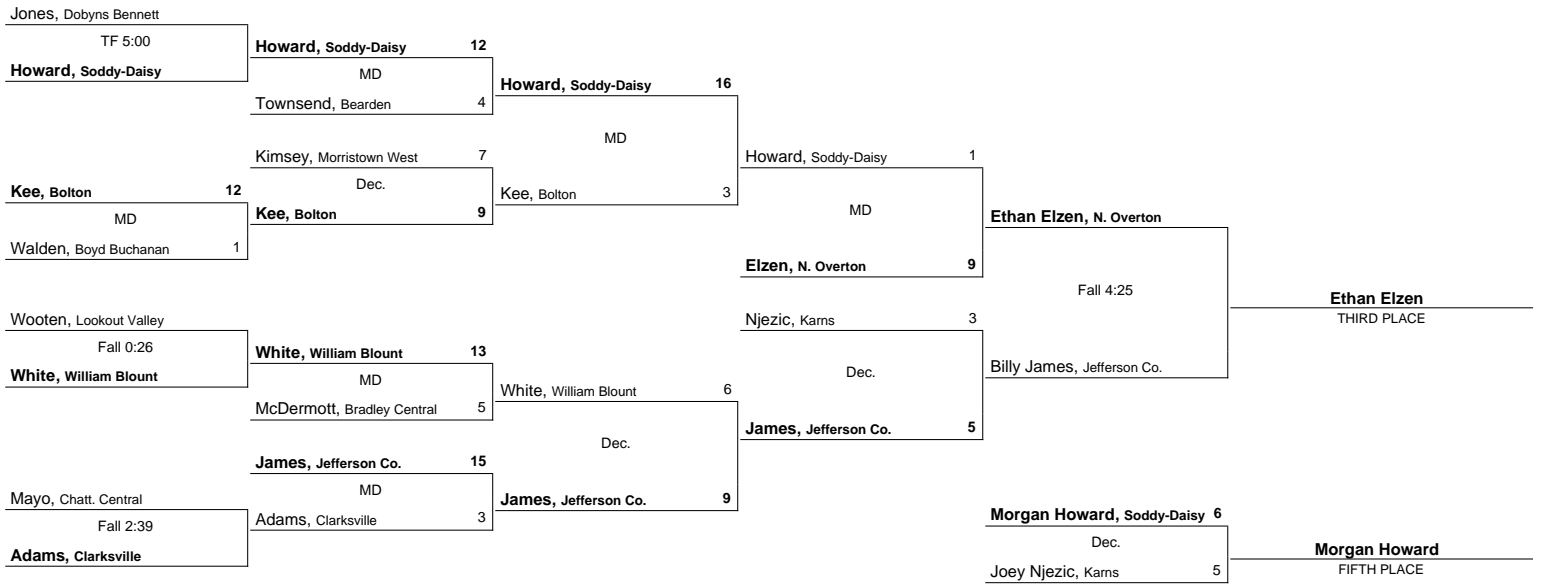 Jones, Dobyns Bennett
TF 5:00
Howard, Soddy-Daisy
Kee, Bolton 12
MD
Walden, Boyd Buchanan 1
Wooten, Lookout Valley
Fall 0:26
White, William Blount
Mayo, Chatt. Central
Fall 2:39
Adams, Clarksville
Howard, Soddy-Daisy 12
MD
Townsend, Bearden 4
Kimsey, Morristown West 7
Dec.
Kee, Bolton 9
White, William Blount 13
MD
McDermott, Bradley Central 5
James, Jefferson Co. 15
MD
Adams, Clarksville 3
Howard, Soddy-Daisy 16
MD
Kee, Bolton 3
White, William Blount 6
Dec.
James, Jefferson Co. 9
Howard, Soddy-Daisy 1
MD
Elzen, N. Overton 9
Njezic, Karns 3
Dec.
James, Jefferson Co. 5
Ethan Elzen, N. Overton
Fall 4:25
Billy James, Jefferson Co.
Ethan Elzen
THIRD PLACE
Morgan Howard, Soddy-Daisy 6
Dec.
Joey Njezic, Karns 5
Morgan Howard
FIFTH PLACE